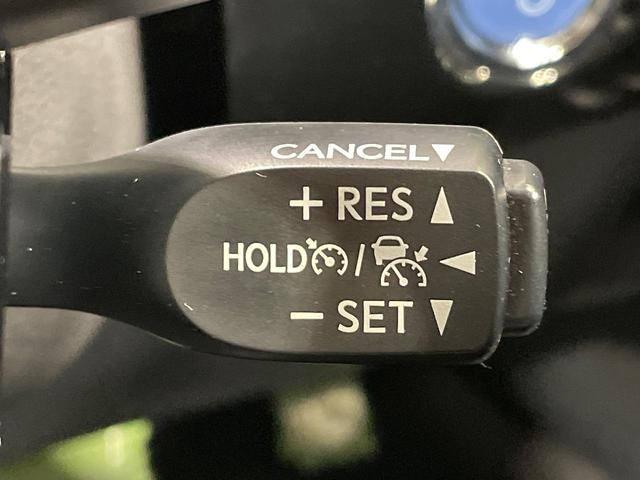 CANCEL▼
+ RES ▲
HOLD / ◀
− SET ▼